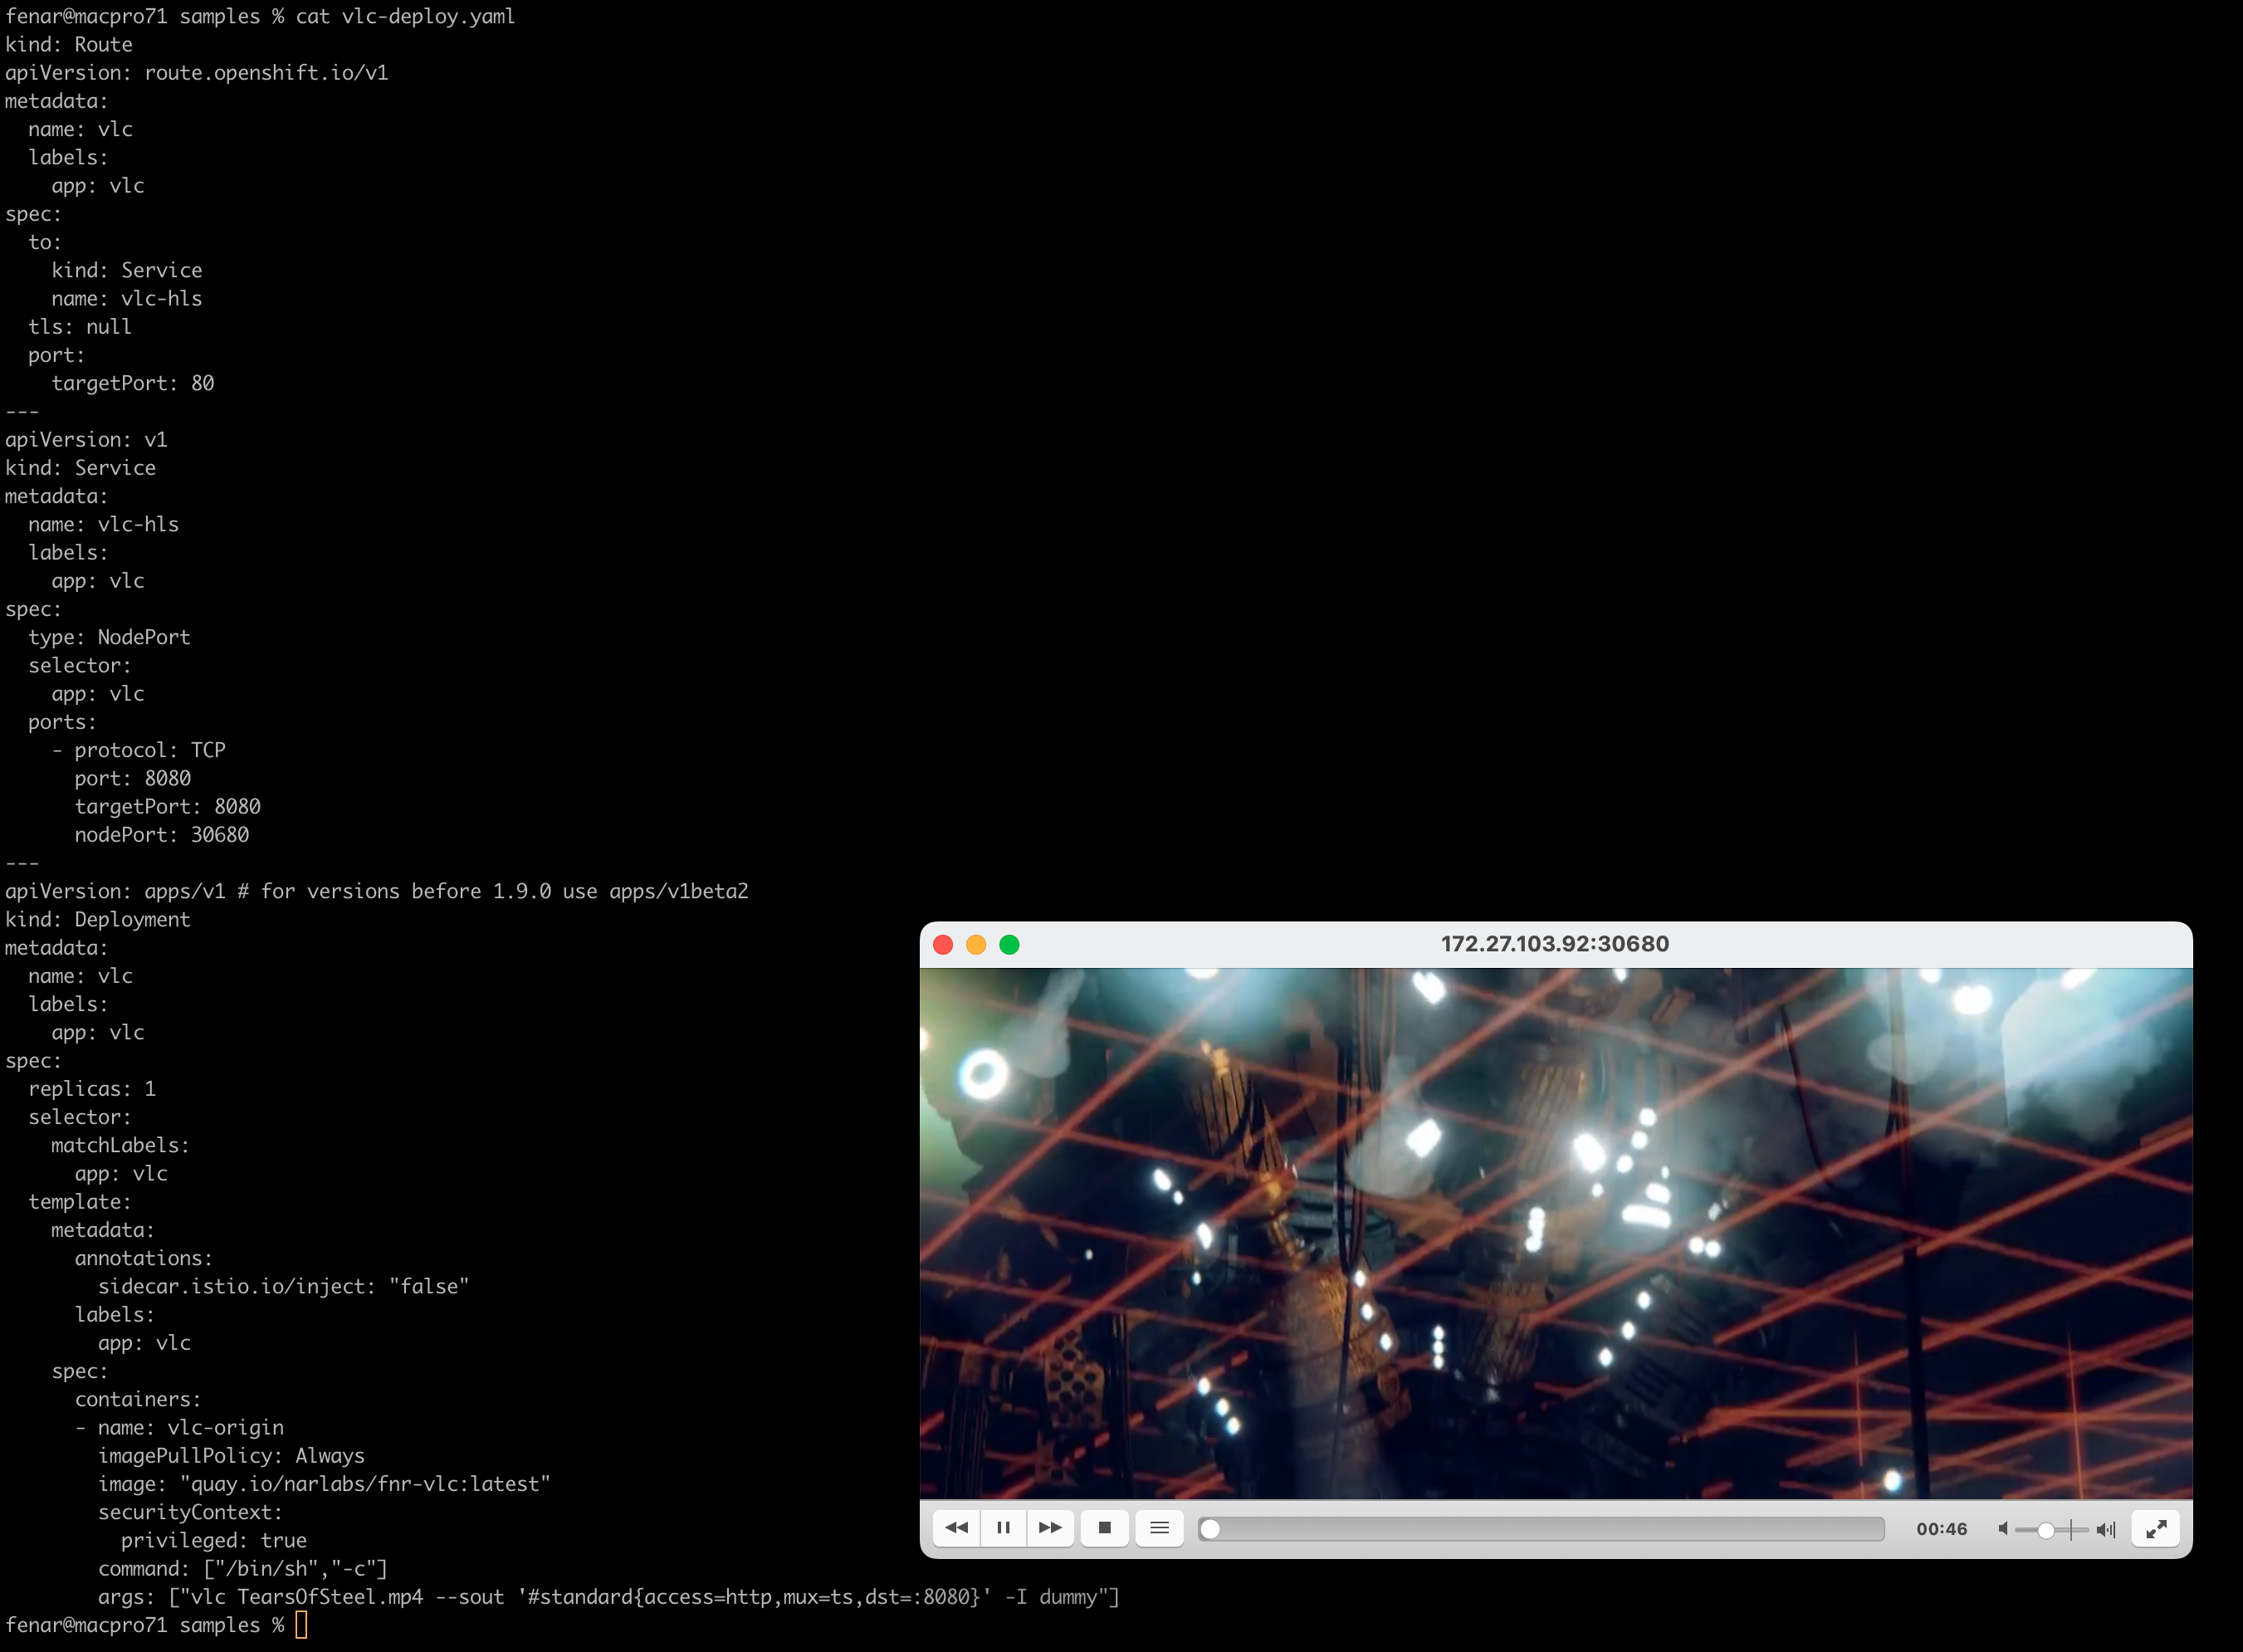 fenar@macpro71 samples % cat vlc-deploy.yaml
kind: Route
apiVersion: route.openshift.io/v1
metadata:
  name: vlc
  labels:
    app: vlc
spec:
  to:
    kind: Service
    name: vlc-hls
  tls: null
  port:
    targetPort: 80
---
apiVersion: v1
kind: Service
metadata:
  name: vlc-hls
  labels:
    app: vlc
spec:
  type: NodePort
  selector:
    app: vlc
  ports:
    - protocol: TCP
      port: 8080
      targetPort: 8080
      nodePort: 30680
---
apiVersion: apps/v1 # for versions before 1.9.0 use apps/v1beta2
kind: Deployment
metadata:
  name: vlc
  labels:
    app: vlc
spec:
  replicas: 1
  selector:
    matchLabels:
      app: vlc
  template:
    metadata:
      annotations:
        sidecar.istio.io/inject: "false"
      labels:
        app: vlc
    spec:
      containers:
      - name: vlc-origin
        imagePullPolicy: Always
        image: "quay.io/narlabs/fnr-vlc:latest"
        securityContext:
          privileged: true
        command: ["/bin/sh","-c"]
        args: ["vlc TearsOfSteel.mp4 --sout '#standard{access=http,mux=ts,dst=:8080}' -I dummy"]
fenar@macpro71 samples %
172.27.103.92:30680
00:46